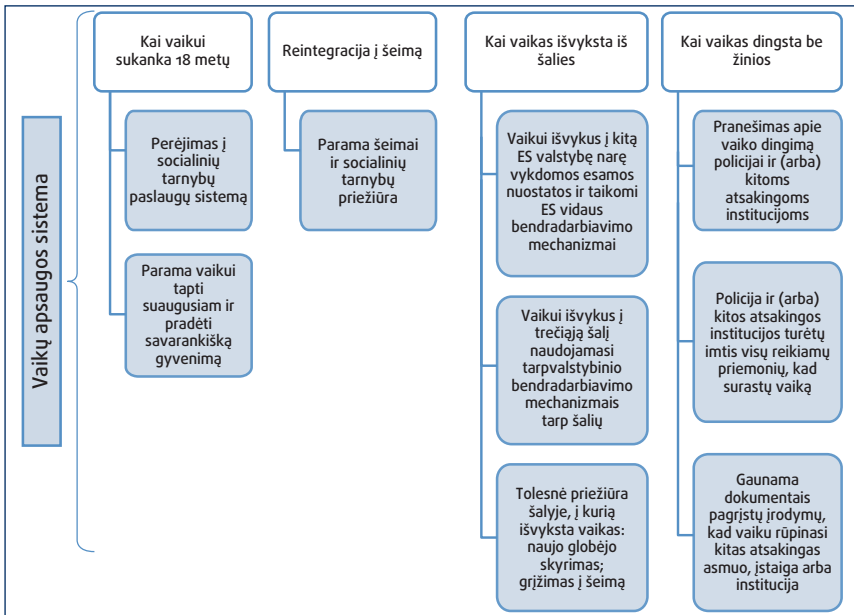 Vaikų apsaugos sistema
Kai vaikui
sukanka 18 metų
Perėjimas į
socialinių
tarnybų
paslaugų sistemą
Parama vaikui
tapti
suaugusiam ir
pradėti
savarankišką
gyvenimą
Reintegracija į šeimą
Parama šeimai
ir socialinių
tarnybų
priežiūra
Kai vaikas išvyksta iš
šalies
Vaikui išvykus į kitą
ES valstybę narę
vykdomos esamos
nuostatos ir taikomi
ES vidaus
bendradarbiavimo
mechanizmai
Vaikui išvykus į
trečiąją šalį
naudojamasi
tarpvalstybinio
bendradarbiavimo
mechanizmais
tarp šalių
Tolesnė priežiūra
šalyje, į kurią
išvyksta vaikas:
naujo globėjo
skyrimas;
grįžimas į šeimą
Kai vaikas dingsta be
žinios
Pranešimas apie
vaiko dingimą
policijai ir (arba)
kitoms
atsakingoms
institucijoms
Policija ir (arba)
kitos atsakingos
institucijos turėtų
imtis visų reikiamų
priemonių, kad
surastų vaiką
Gaunama
dokumentais
pagrįstų įrodymų,
kad vaiku rūpinasi
kitas atsakingas
asmuo, įstaiga arba
institucija